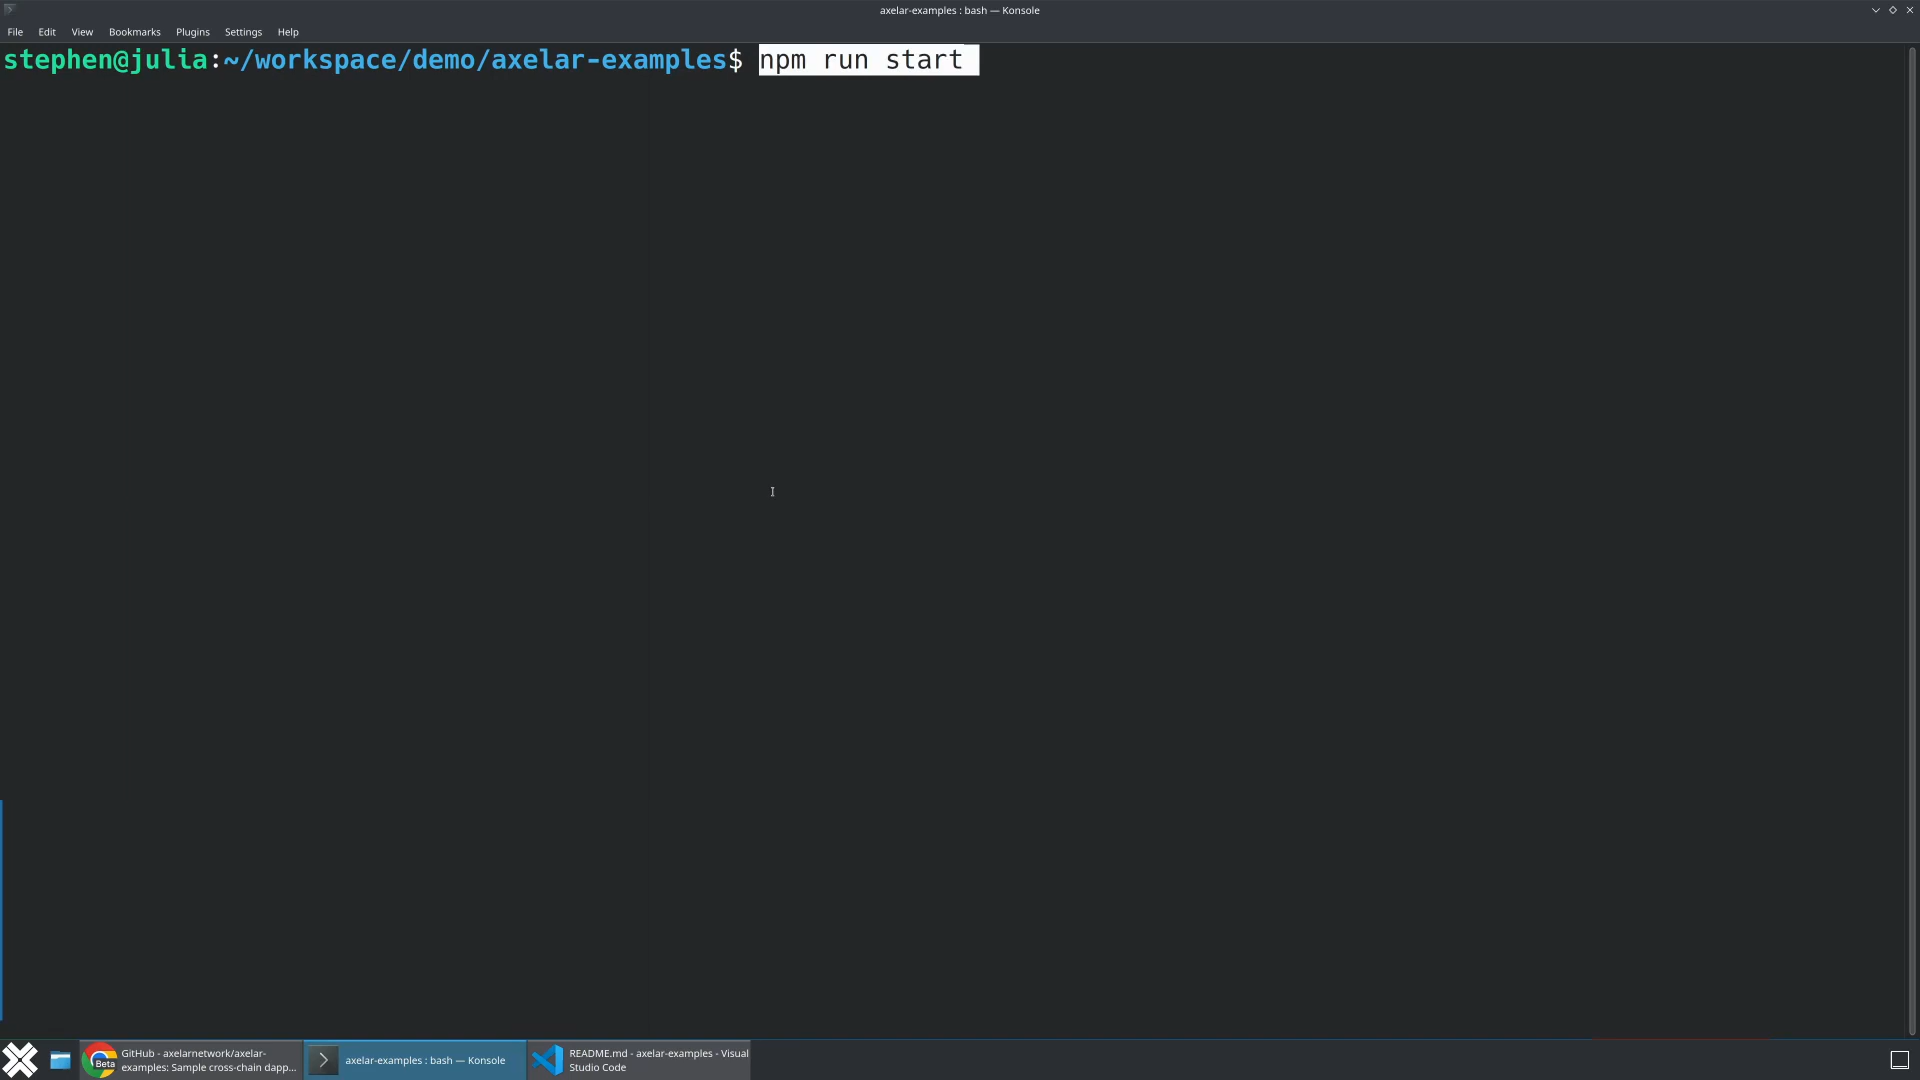 axelar-examples : bash — Konsole
File Edit View Bookmarks Plugins Settings Help
stephen@julia:~/workspace/demo/axelar-examples$ npm run start
Beta
GitHub - axelarnetwork/axelar-
examples: Sample cross-chain dapp...
axelar-examples : bash — Konsole
README.md - axelar-examples - Visual
Studio Code